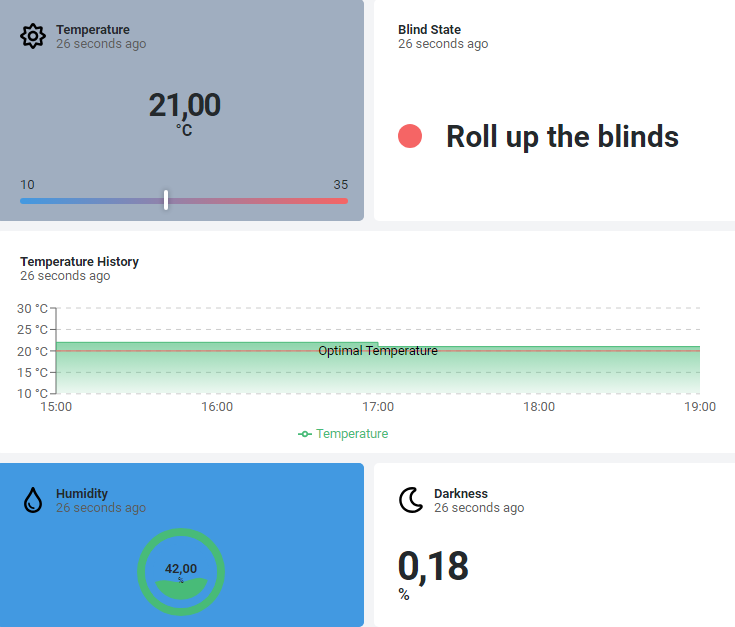 Temperature
26 seconds ago
21,00
°C
10
35
Blind State
26 seconds ago
Roll up the blinds
Temperature History
26 seconds ago
30 °C
25 °C
20 °C
15 °C
10 °C
Optimal Temperature
15:00 16:00 17:00 18:00 19:00
Temperature
Humidity
26 seconds ago
42,00
%
Darkness
26 seconds ago
0,18
%